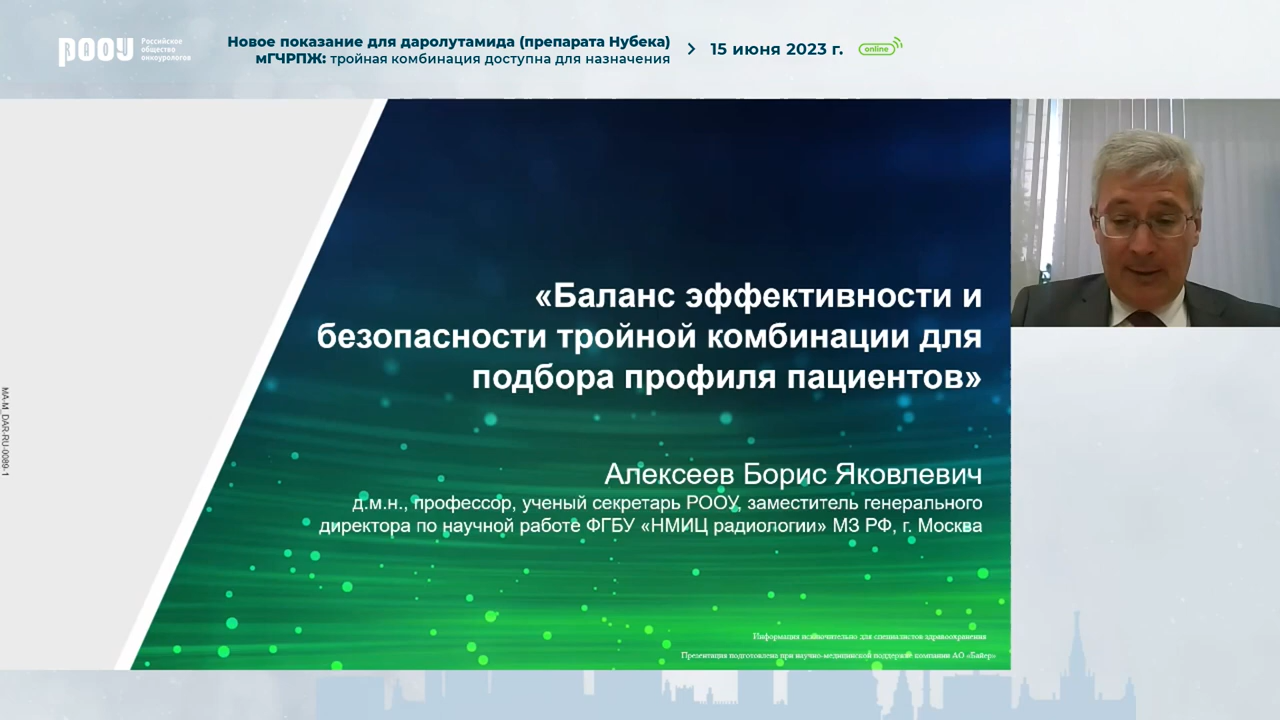 РООУ
Российское
общество
онкоурологов
Новое показание для даролутамида (препарата Нубека)
мГЧРПЖ: тройная комбинация доступна для назначения
15 июня 2023 г.
online
«Баланс эффективности и
безопасности тройной комбинации для
подбора профиля пациентов»
Алексеев Борис Яковлевич
д.м.н., профессор, ученый секретарь РООУ, заместитель генерального
директора по научной работе ФГБУ «НМИЦ радиологии» МЗ РФ, г. Москва
Информация исключительно для специалистов здравоохранения
Презентация подготовлена при научно-медицинской поддержке компании АО «Байер»
MA-M_DAR-RU-0089-1